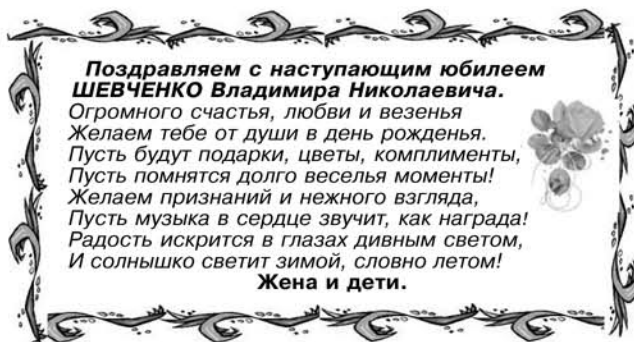 Поздравляем с наступающим юбилеем
ШЕВЧЕНКО Владимира Николаевича.
Огромного счастья, любви и везенья
Желаем тебе от души в день рожденья.
Пусть будут подарки, цветы, комплименты,
Пусть помнятся долго веселья моменты!
Желаем признаний и нежного взгляда,
Пусть музыка в сердце звучит, как награда!
Радость искрится в глазах дивным светом,
И солнышко светит зимой, словно летом!
Жена и дети.